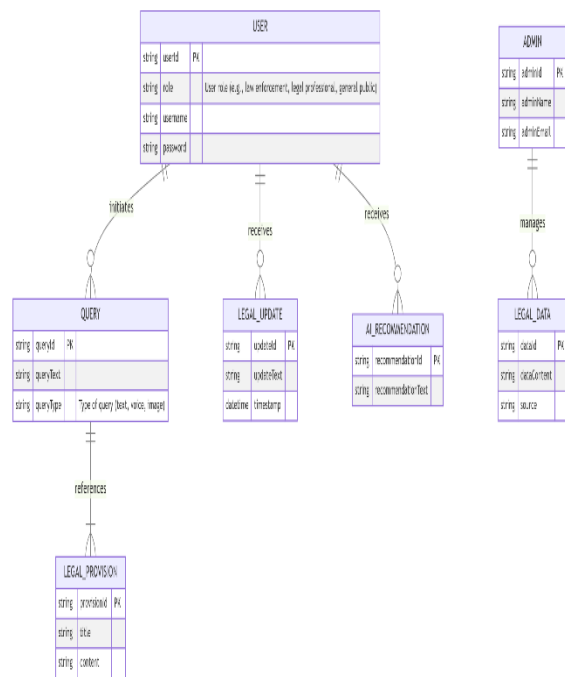 USER
string userId PK
string role User role (e.g., law enforcement, legal professional, general public)
string username
string password
ADMIN
string adminId PK
string adminName
string adminEmail
initiates
receives
receives
manages
QUERY
string queryId PK
string queryText
string queryType Type of query (text, voice, image)
LEGAL_UPDATE
string updateId PK
string updateText
datetime timestamp
AI_RECOMMENDATION
string recommendationId PK
string recommendationText
LEGAL_DATA
string dataId PK
string dataContent
string source
references
LEGAL_PROVISION
string provisionId PK
string title
string content